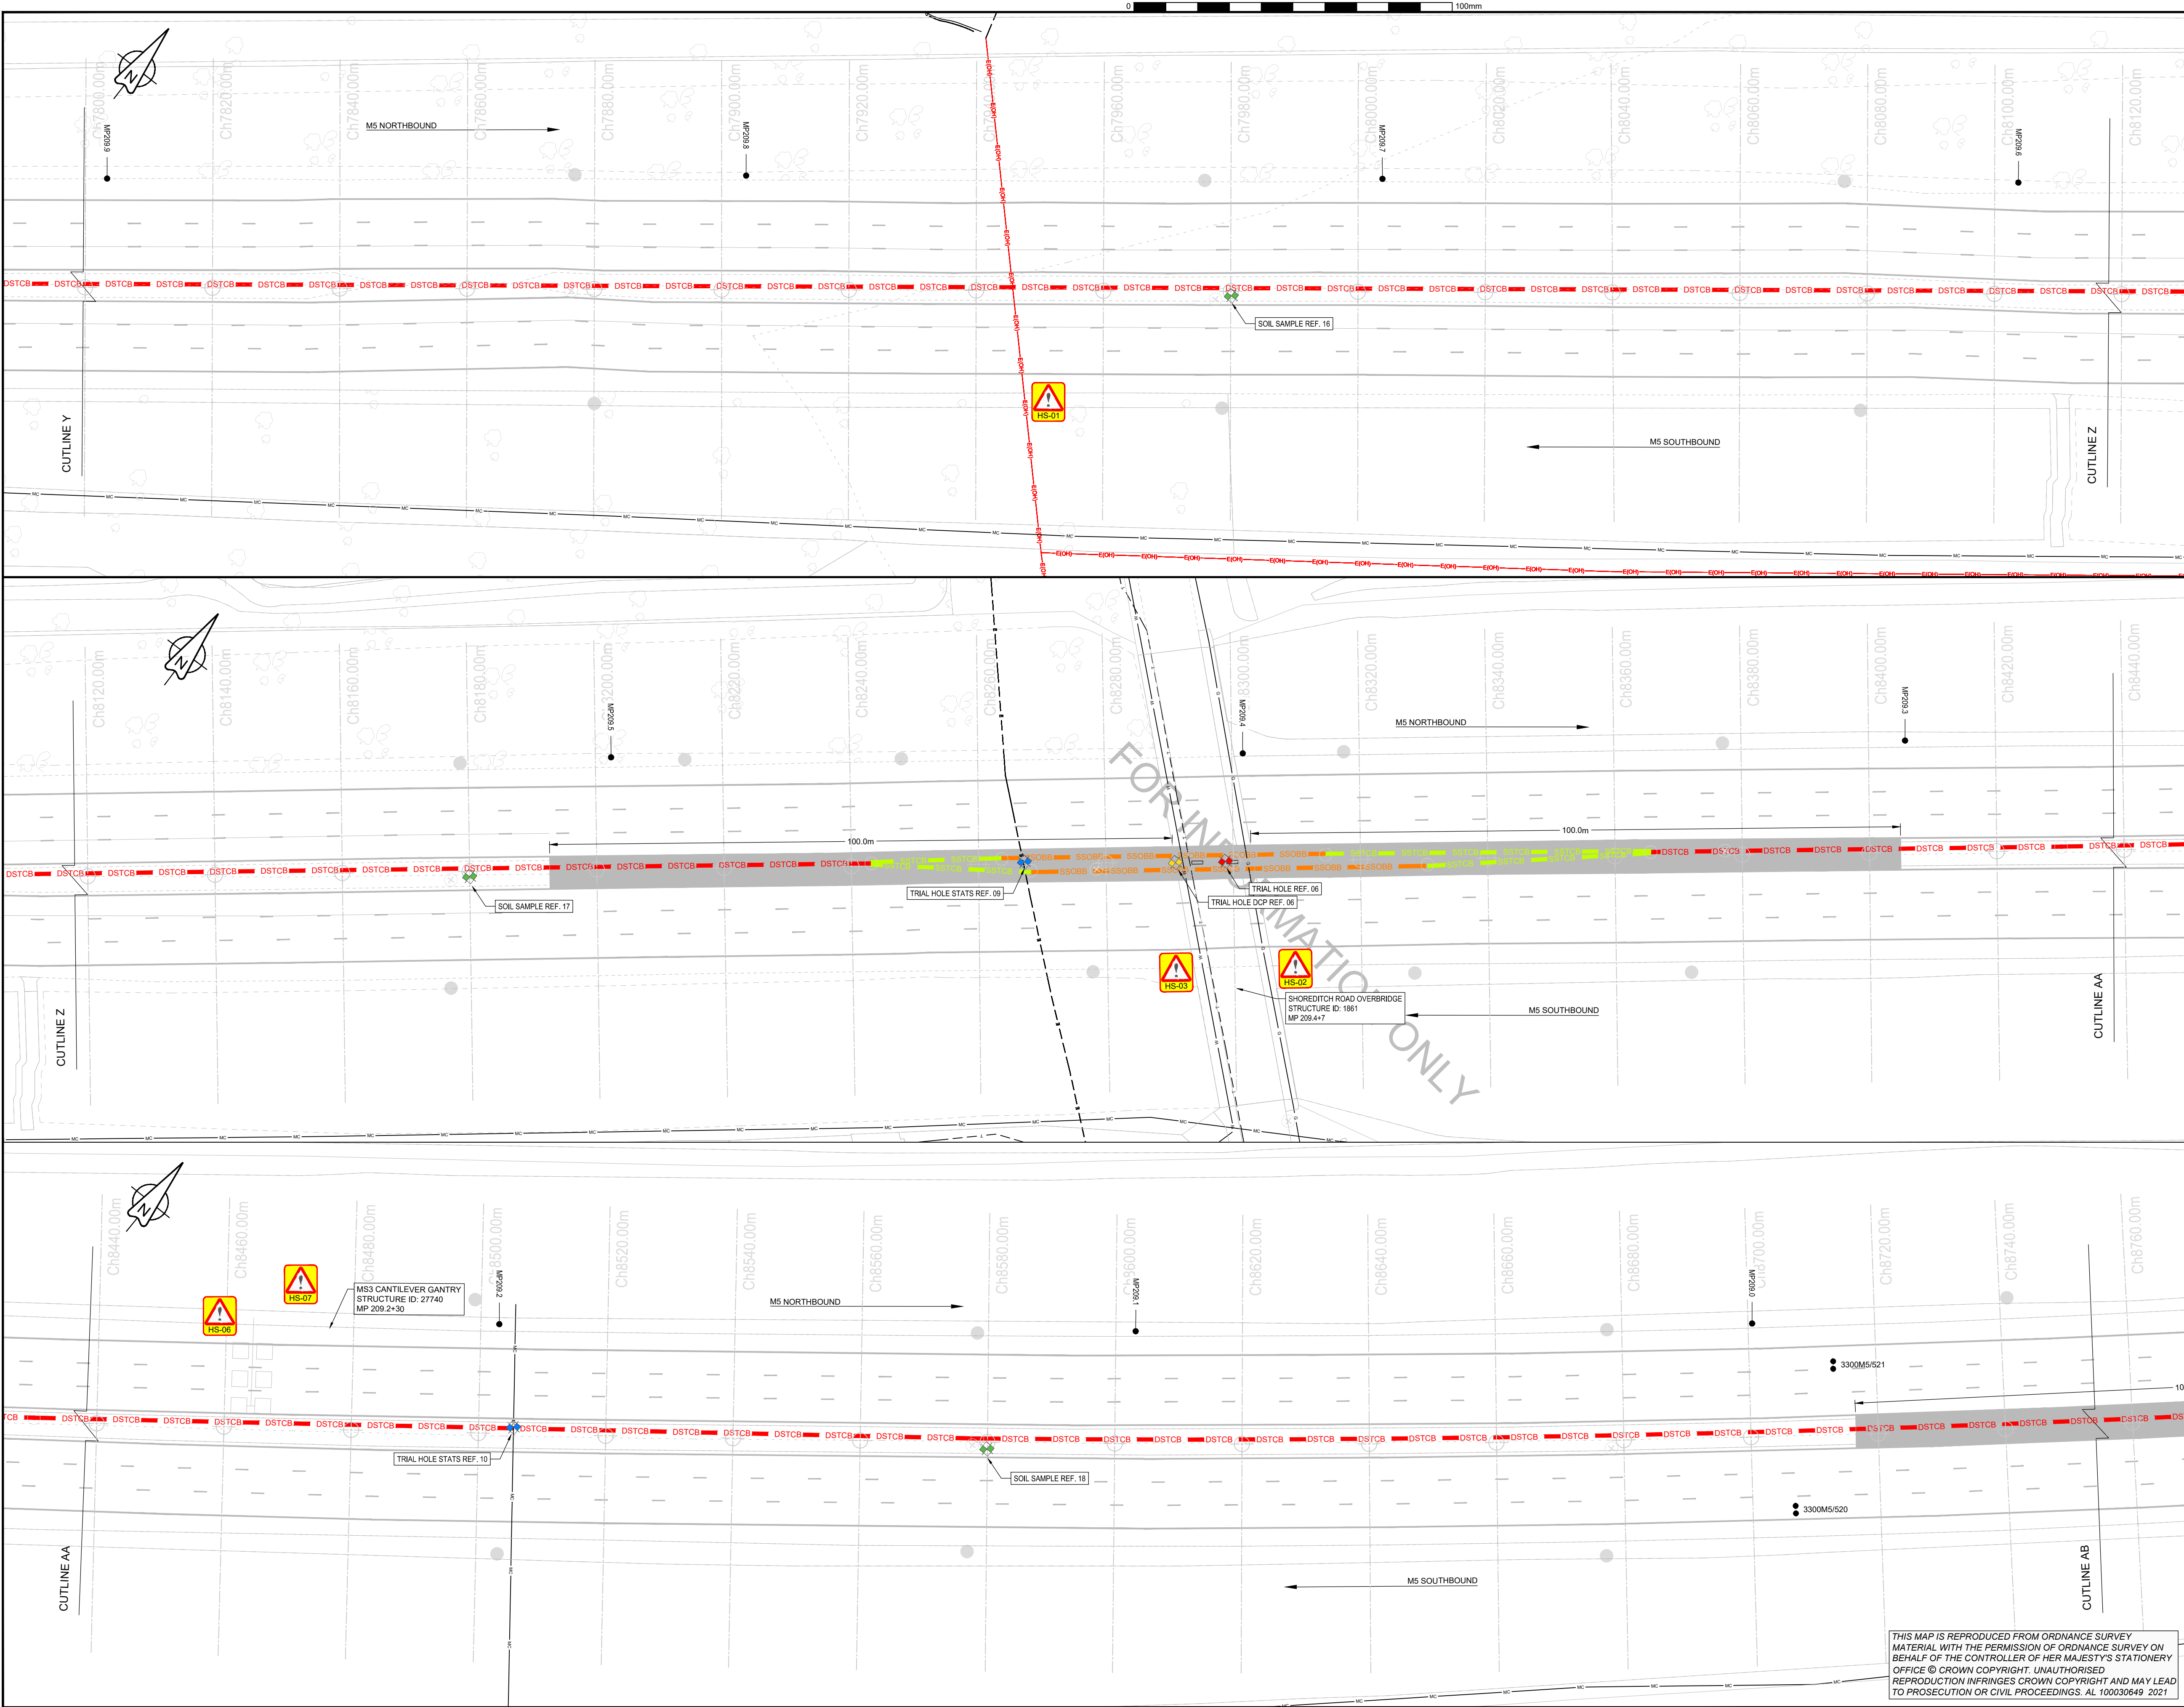 0 100mm
Ch7800.00m
Ch7820.00m
Ch7840.00m
Ch7860.00m
Ch7880.00m
Ch7900.00m
Ch7920.00m
Ch7960.00m
Ch7980.00m
Ch8000.00m
Ch8020.00m
Ch8040.00m
Ch8060.00m
Ch8080.00m
Ch8100.00m
Ch8120.00m
N
MP209.9
M5 NORTHBOUND
MP209.8
MP209.7
MP209.6
E(OH)
DSTCB
SOIL SAMPLE REF. 16
HS-01
M5 SOUTHBOUND
CUTLINE Y
CUTLINE Z
MC
E(OH)
N
Ch8120.00m
Ch8140.00m
Ch8160.00m
Ch8180.00m
Ch8220.00m
Ch8240.00m
Ch8260.00m
Ch8280.00m
Ch8320.00m
Ch8340.00m
Ch8360.00m
Ch8380.00m
Ch8400.00m
Ch8420.00m
Ch8440.00m
MP209.5
MP209.4
MP209.3
M5 NORTHBOUND
FOR INFORMATION ONLY
100.0m
100.0m
DSTCB
SSTCB
SSOBB
SOIL SAMPLE REF. 17
TRIAL HOLE STATS REF. 09
TRIAL HOLE REF. 06
TRIAL HOLE DCP REF. 06
HS-03
HS-02
SHOREDITCH ROAD OVERBRIDGE
STRUCTURE ID: 1861
MP 209.4+7
M5 SOUTHBOUND
CUTLINE Z
CUTLINE AA
MC
N
Ch8440.00m
Ch8460.00m
Ch8480.00m
Ch8500.00m
Ch8520.00m
Ch8540.00m
Ch8560.00m
Ch8580.00m
Ch8600.00m
Ch8620.00m
Ch8640.00m
Ch8660.00m
Ch8680.00m
Ch8700.00m
Ch8720.00m
Ch8740.00m
Ch8760.00m
HS-06
HS-07
MS3 CANTILEVER GANTRY
STRUCTURE ID: 27740
MP 209.2+30
MP209.2
M5 NORTHBOUND
MP209.1
MP209.0
3300M5/521
DSTCB
TRIAL HOLE STATS REF. 10
SOIL SAMPLE REF. 18
3300M5/520
M5 SOUTHBOUND
CUTLINE AA
CUTLINE AB
MC
THIS MAP IS REPRODUCED FROM ORDNANCE SURVEY
MATERIAL WITH THE PERMISSION OF ORDNANCE SURVEY ON
BEHALF OF THE CONTROLLER OF HER MAJESTY'S STATIONERY
OFFICE © CROWN COPYRIGHT. UNAUTHORISED
REPRODUCTION INFRINGES CROWN COPYRIGHT AND MAY LEAD
TO PROSECUTION OR CIVIL PROCEEDINGS. AL 100030649 2021